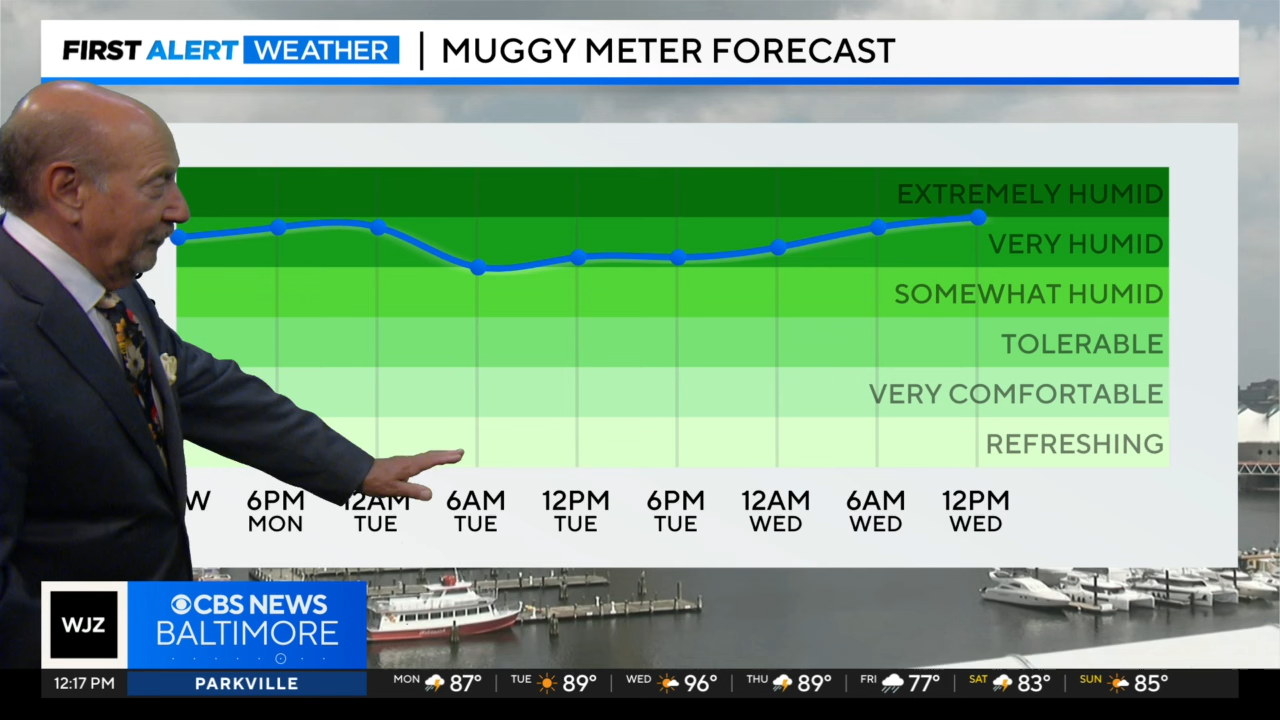 FIRST ALERT WEATHER | MUGGY METER FORECAST
EXTREMELY HUMID
VERY HUMID
SOMEWHAT HUMID
TOLERABLE
VERY COMFORTABLE
REFRESHING
W 6PM 12AM 6AM 12PM 6PM 12AM 6AM 12PM
MON TUE TUE TUE TUE WED WED WED
WJZ
CBS NEWS
BALTIMORE
12:17 PM PARKVILLE MON 87° | TUE 89° | WED 96° | THU 89° | FRI 77° | SAT 83° | SUN 85°